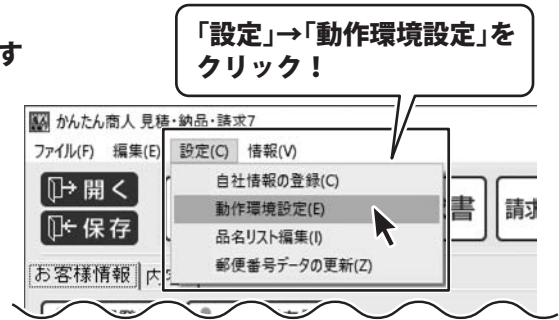 す
「設定」→「動作環境設定」を
クリック！
かんたん商人 見積・納品・請求7
ファイル(F) 編集(E) 設定(C) 情報(V)
開く
保存
自社情報の登録(C)
動作環境設定(E)
品名リスト編集(I)
郵便番号データの更新(Z)
書
請求
お客様情報
内